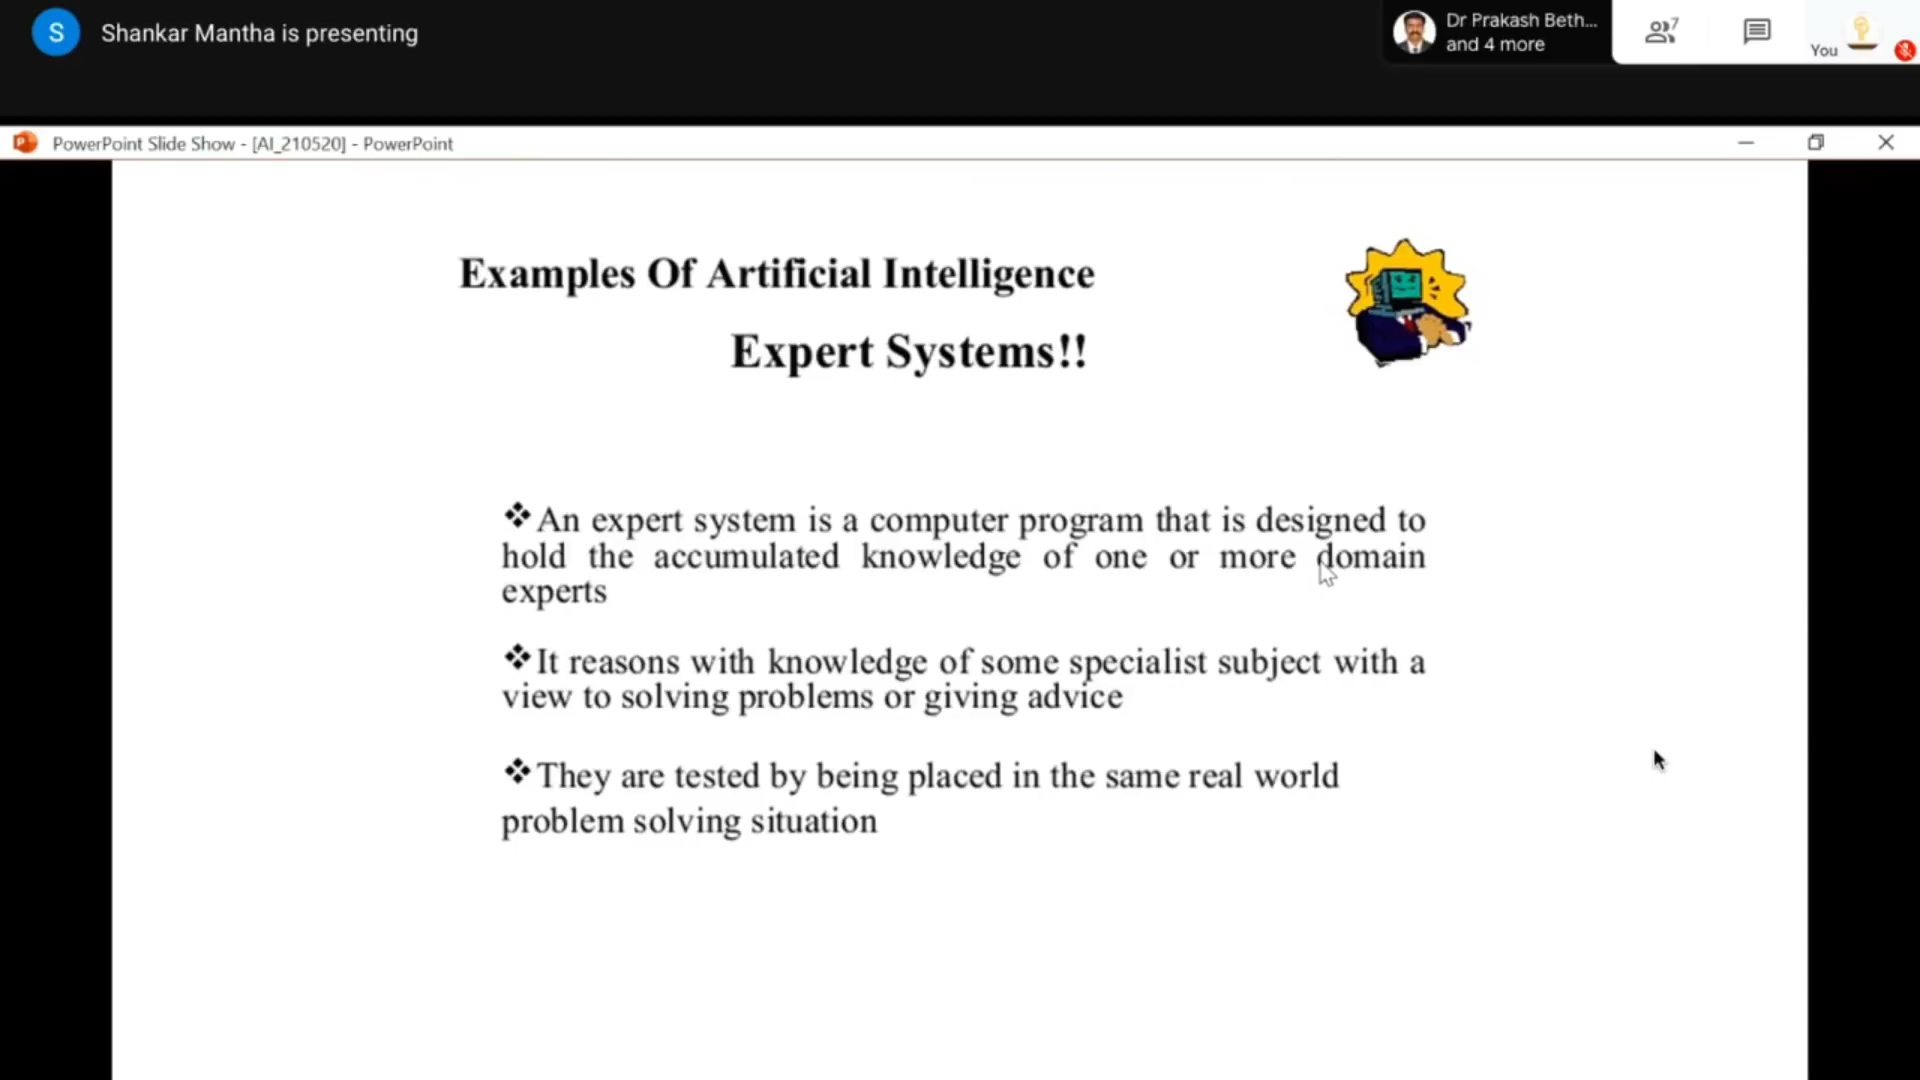 S
Shankar Mantha is presenting
Dr Prakash Beth...
and 4 more
7
You
PowerPoint Slide Show - [AI_210520] - PowerPoint
Examples Of Artificial Intelligence
Expert Systems!!
❖An expert system is a computer program that is designed to
hold the accumulated knowledge of one or more domain
experts
❖It reasons with knowledge of some specialist subject with a
view to solving problems or giving advice
❖They are tested by being placed in the same real world
problem solving situation